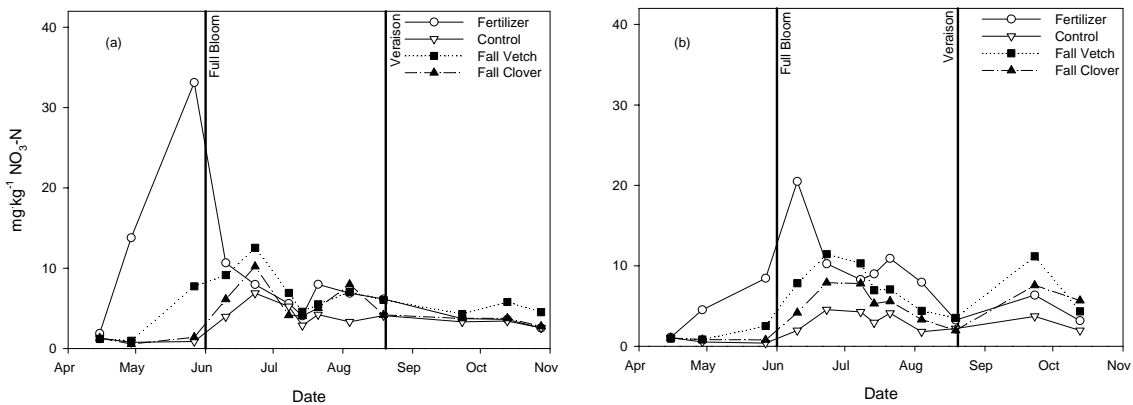 (a)
Full Bloom
Veraison
Fertilizer
Control
Fall Vetch
Fall Clover
mg·kg⁻¹ NO₃-N
40
30
20
10
0
Apr May Jun Jul Aug Sep Oct Nov
Date
(b)
Full Bloom
Veraison
Fertilizer
Control
Fall Vetch
Fall Clover
40
30
20
10
0
Apr May Jun Jul Aug Sep Oct Nov
Date